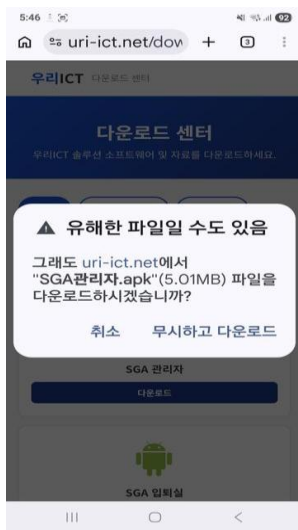 5:46
92
uri-ict.net/dow
3
우리ICT 다운로드 센터
다운로드 센터
우리ICT 솔루션 소프트웨어 및 자료를 다운로드하세요.
유해한 파일일 수도 있음
그래도 uri-ict.net에서
"SGA관리자.apk"(5.01MB) 파일을
다운로드하시겠습니까?
취소 무시하고 다운로드
SGA 관리자
다운로드
SGA 입퇴실